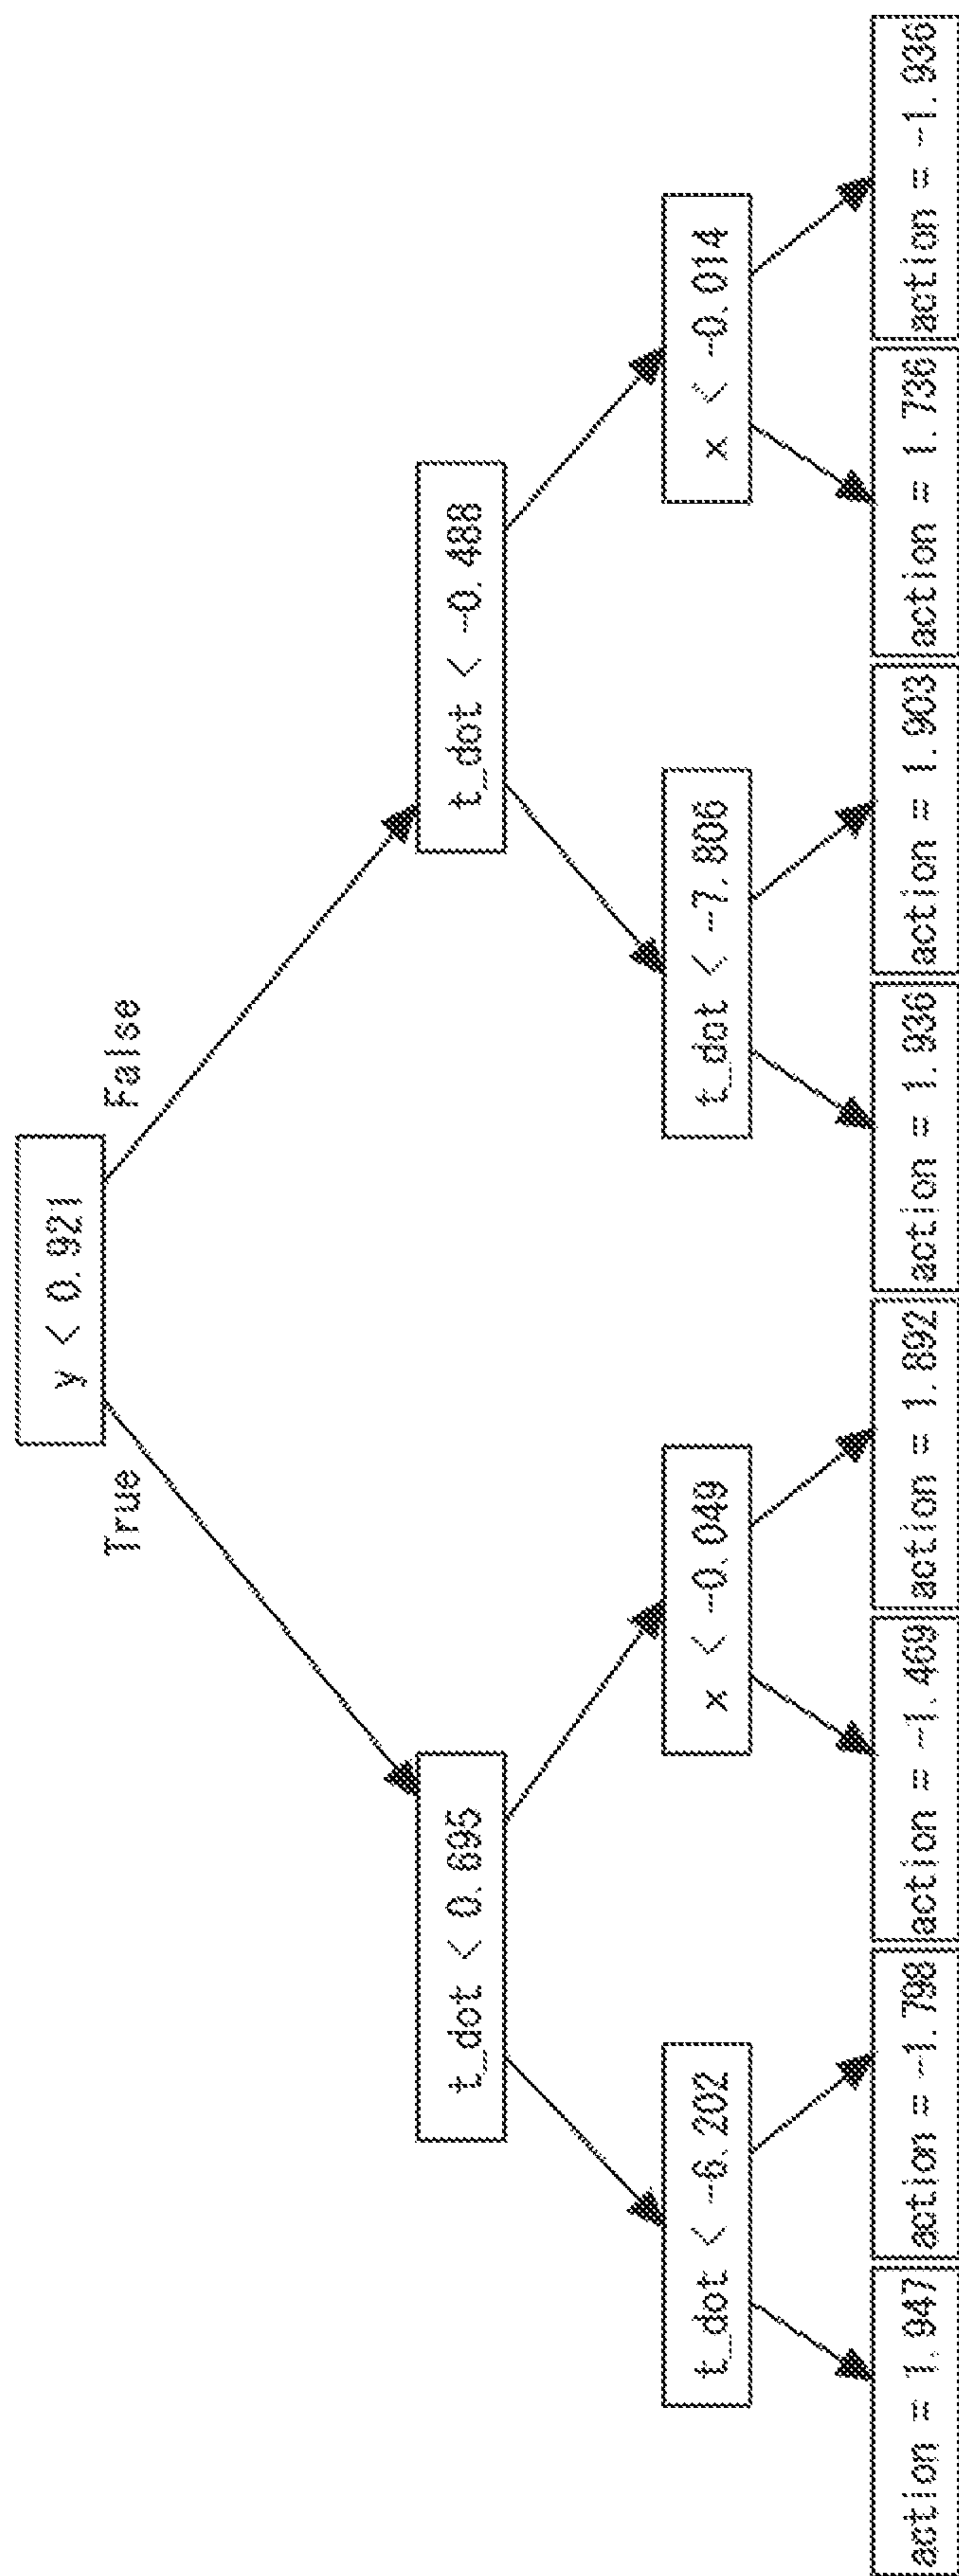 y < 0.921
True
False
t_dot < 0.695
t_dot < -0.488
t_dot < -6.202
x < -0.049
t_dot < -7.806
x < -0.014
action = 1.947
action = -1.798
action = -1.469
action = 1.892
action = 1.936
action = 1.903
action = 1.736
action = -1.936